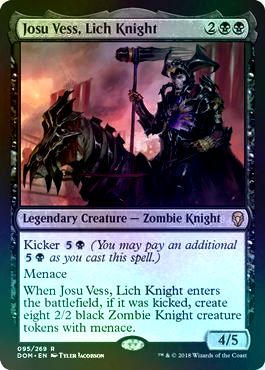 Josu Vess, Lich Knight 2
Legendary Creature — Zombie Knight
Kicker 5 (You may pay an additional
5 as you cast this spell.)
Menace
When Josu Vess, Lich Knight enters
the battlefield, if it was kicked, create
eight 2/2 black Zombie Knight creature
tokens with menace.
4/5
095/269 R
DOM • EN TYLER JACOBSON
™ & © 2018 Wizards of the Coast